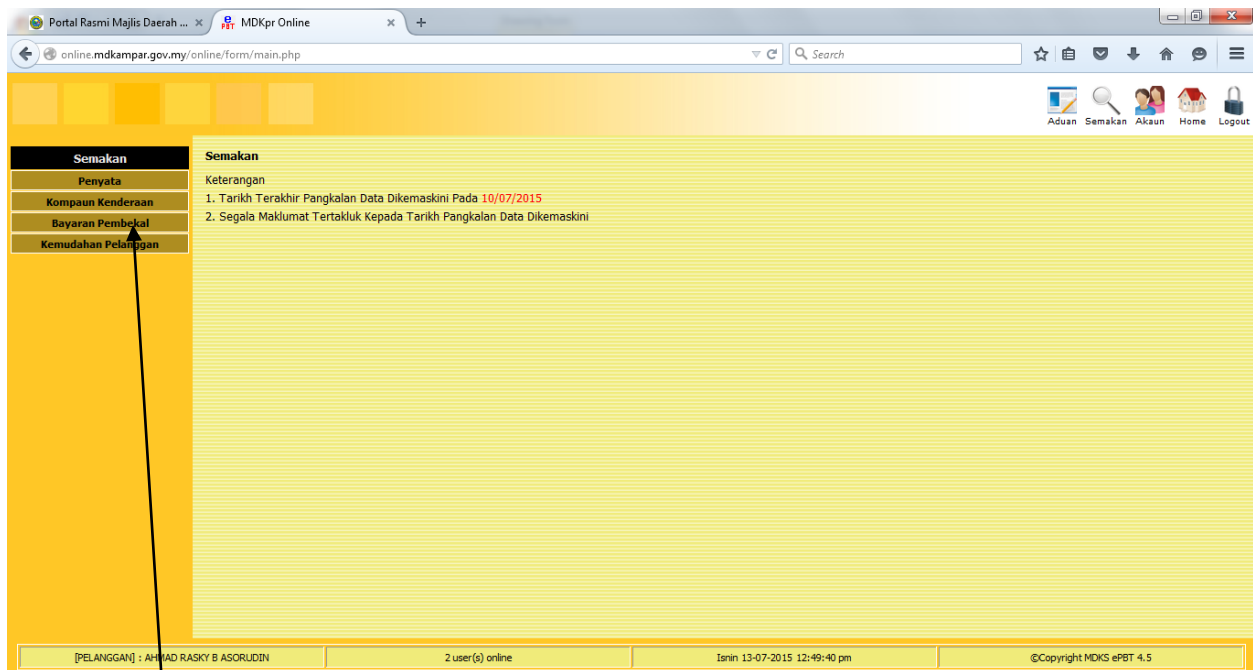 Portal Rasmi Majlis Daerah ...
e PBT MDKpr Online
online.mdkampar.gov.my/online/form/main.php
Search
Aduan Semakan Akaun Home Logout
Semakan
Penyata
Kompaun Kenderaan
Bayaran Pembekal
Kemudahan Pelanggan
Semakan
Keterangan
1. Tarikh Terakhir Pangkalan Data Dikemaskini Pada 10/07/2015
2. Segala Maklumat Tertakluk Kepada Tarikh Pangkalan Data Dikemaskini
[PELANGGAN] : AHMAD RASKY B ASORUDIN
2 user(s) online
Isnin 13-07-2015 12:49:40 pm
©Copyright MDKS ePBT 4.5